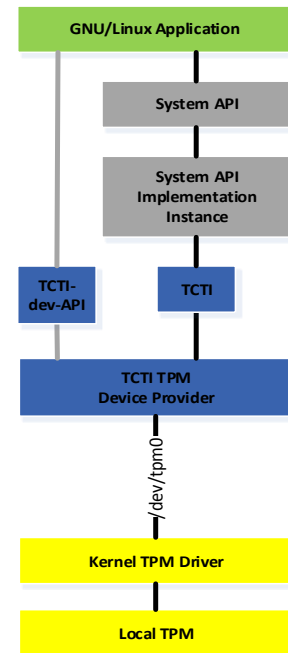 GNU/Linux Application
System API
System API
Implementation
Instance
TCTI-
dev-API
TCTI
TCTI TPM
Device Provider
/dev/tpm0
Kernel TPM Driver
Local TPM